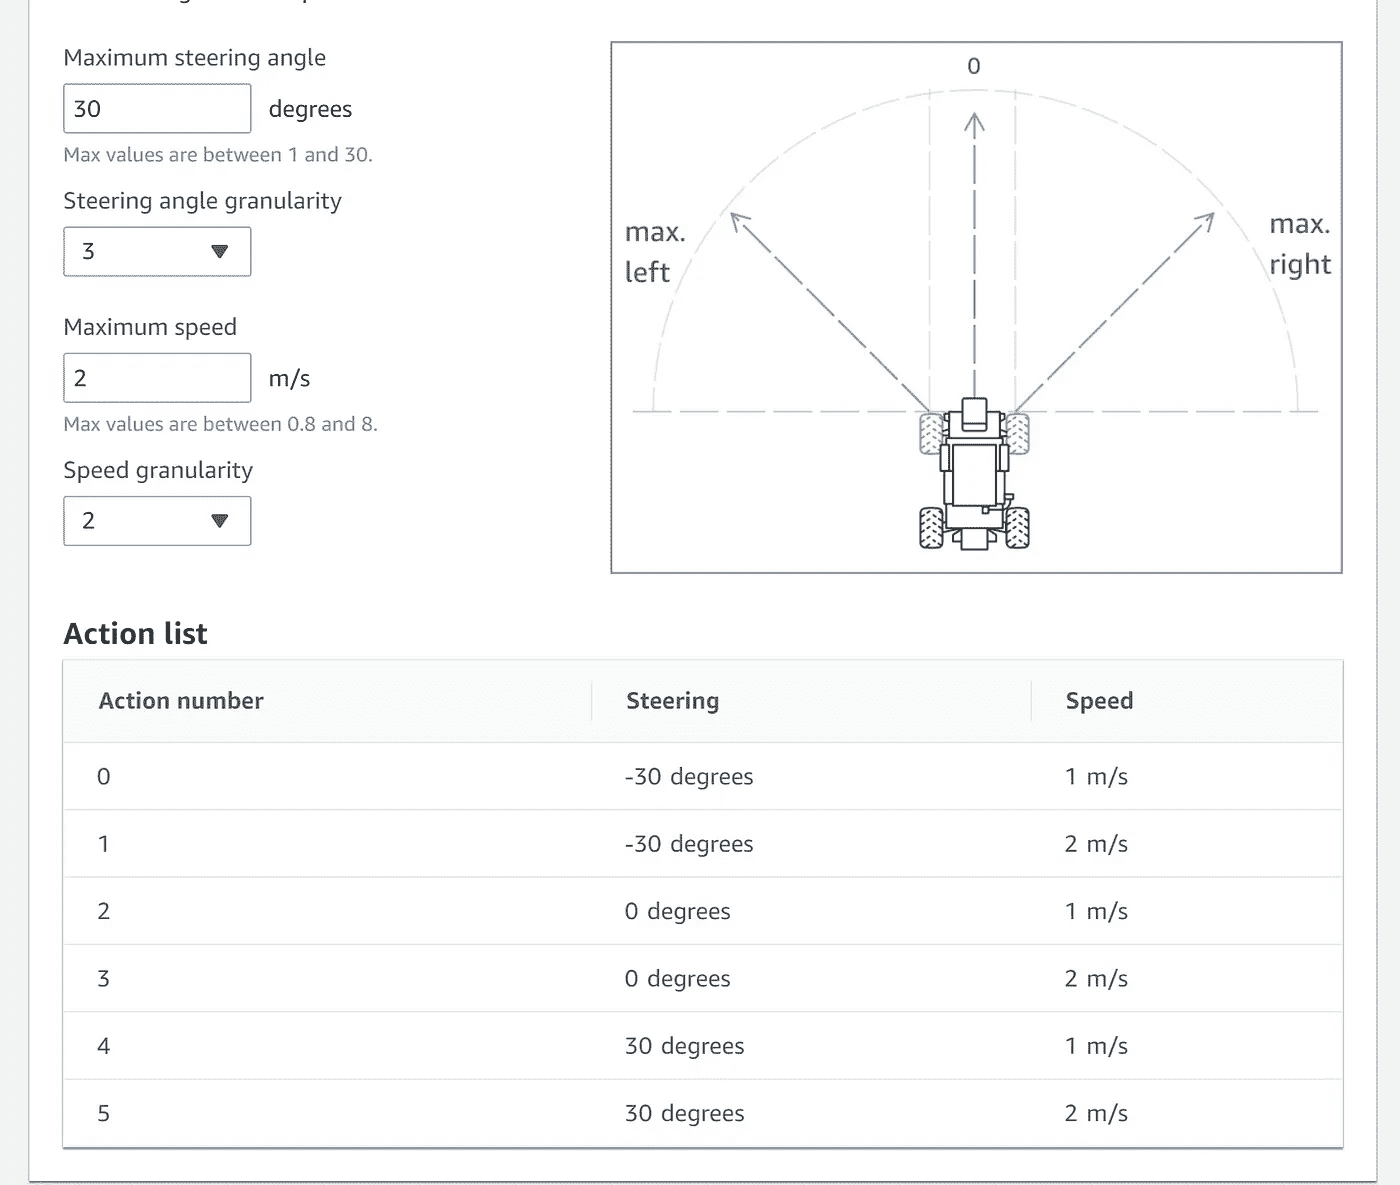 Maximum steering angle
30 degrees
Max values are between 1 and 30.
Steering angle granularity
3
Maximum speed
2 m/s
Max values are between 0.8 and 8.
Speed granularity
2
0
max.
left
max.
right
Action list
Action number Steering Speed
0 -30 degrees 1 m/s
1 -30 degrees 2 m/s
2 0 degrees 1 m/s
3 0 degrees 2 m/s
4 30 degrees 1 m/s
5 30 degrees 2 m/s